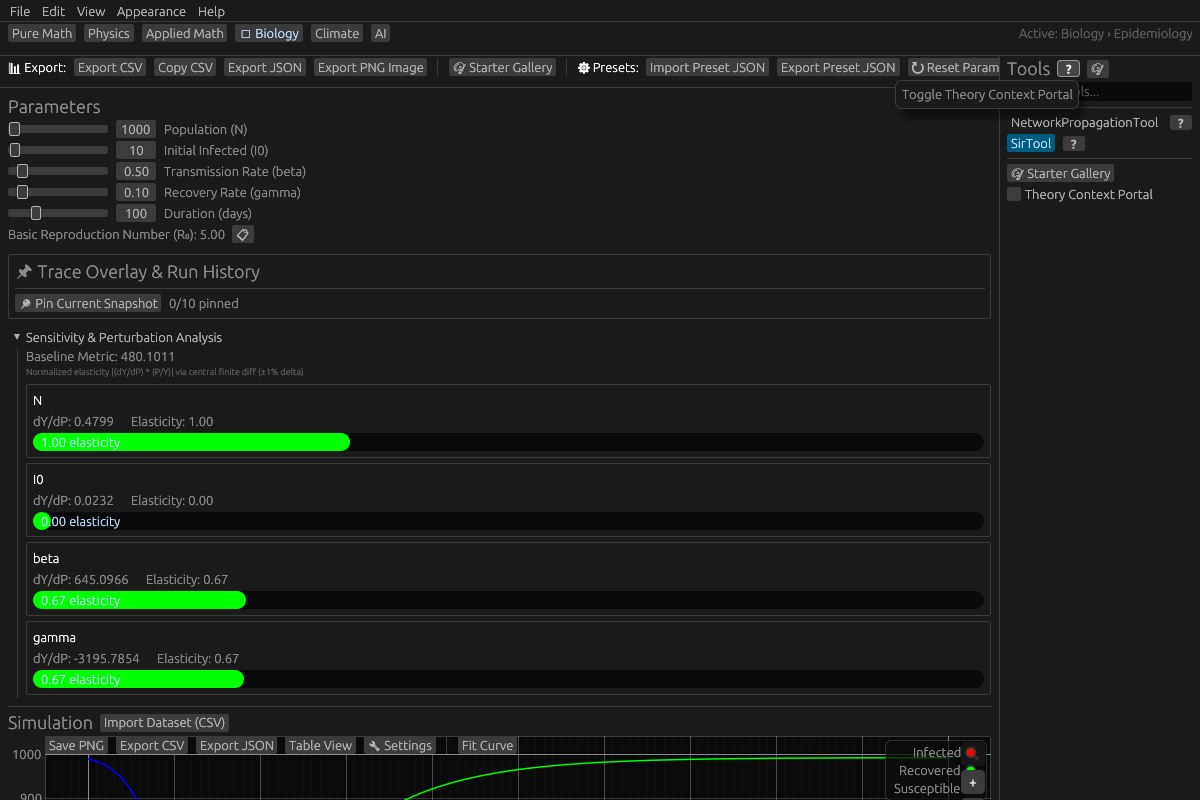 File Edit View Appearance Help
Pure Math Physics Applied Math Biology Climate AI Active: Biology › Epidemiology
Export: Export CSV Copy CSV Export JSON Export PNG Image Starter Gallery Presets: Import Preset JSON Export Preset JSON Reset Param
Tools ?
Toggle Theory Context Portal
Parameters
1000 Population (N)
10 Initial Infected (I0)
0.50 Transmission Rate (beta)
0.10 Recovery Rate (gamma)
100 Duration (days)
Basic Reproduction Number (R₀): 5.00
NetworkPropagationTool ?
SirTool ?
Starter Gallery
Theory Context Portal
Trace Overlay & Run History
Pin Current Snapshot 0/10 pinned
Sensitivity & Perturbation Analysis
Baseline Metric: 480.1011
Normalized elasticity |(dY/dP) * (P/Y)| via central finite diff (±1% delta)
N
dY/dP: 0.4799 Elasticity: 1.00
1.00 elasticity
I0
dY/dP: 0.0232 Elasticity: 0.00
0.00 elasticity
beta
dY/dP: 645.0966 Elasticity: 0.67
0.67 elasticity
gamma
dY/dP: -3195.7854 Elasticity: 0.67
0.67 elasticity
Simulation Import Dataset (CSV)
Save PNG Export CSV Export JSON Table View Settings Fit Curve
1000
900
Infected
Recovered
Susceptible
+